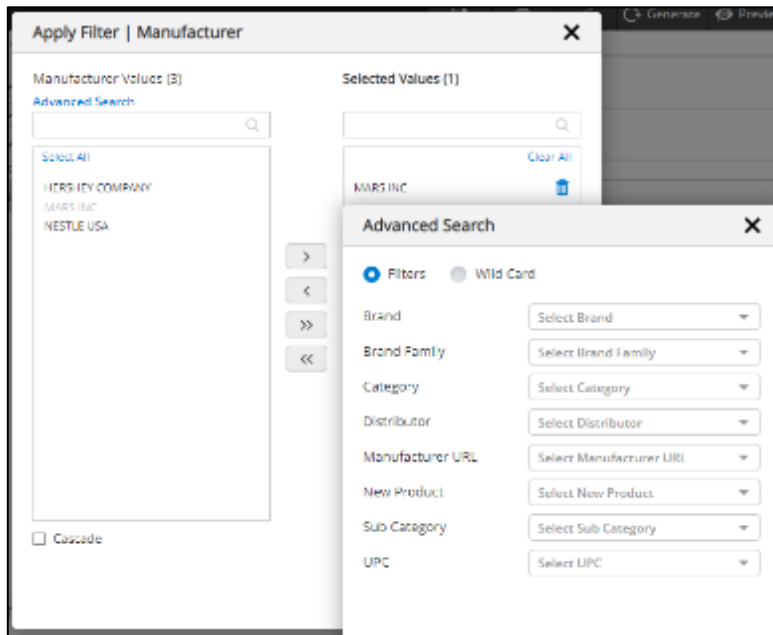 Generate
Apply Filter | Manufacturer
Manufacturer Values (3)
Selected Values (1)
Advanced Search
Select All
Clear All
HERSHEY COMPANY
MARS INC
NESTLE USA
MARS INC
Cascade
Advanced Search
Filters
Wild Card
Brand
Select Brand
Brand Family
Select Brand Family
Category
Select Category
Distributor
Select Distributor
Manufacturer URL
Select Manufacturer URL
New Product
Select New Product
Sub Category
Select Sub Category
UPC
Select UPC